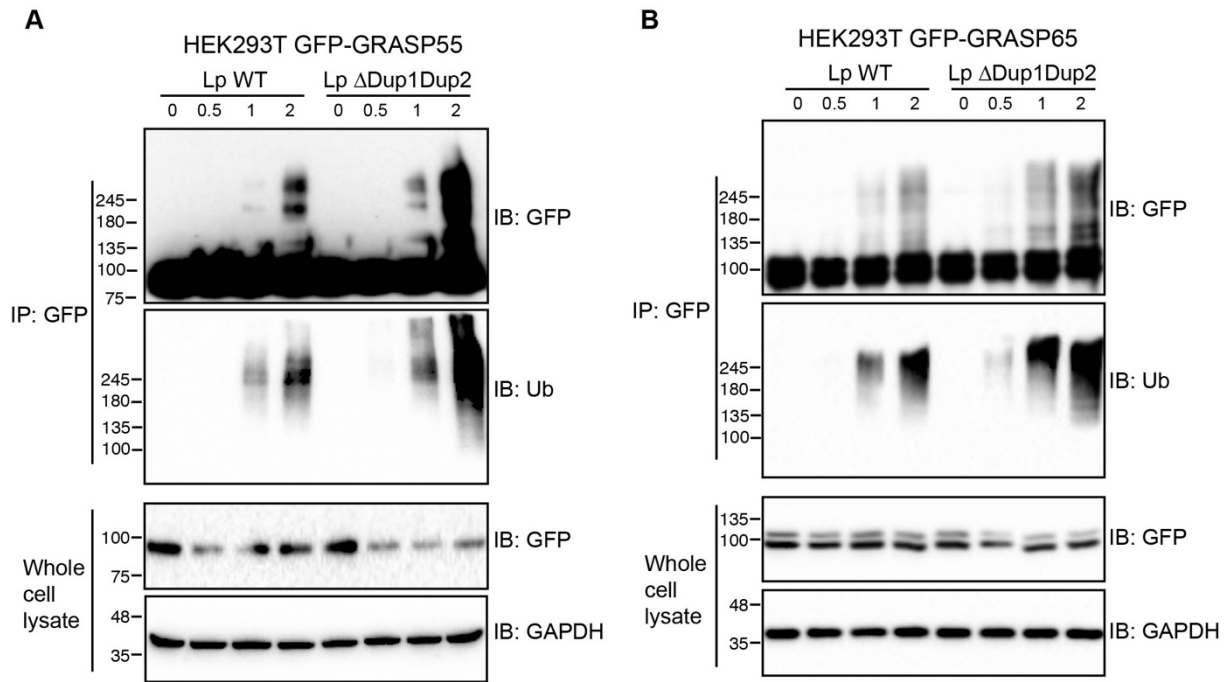 A
HEK293T GFP-GRASP55
Lp WT
Lp ΔDup1Dup2
0 0.5 1 2 0 0.5 1 2
IP: GFP
245
180
135
100
75
IB: GFP
245
180
135
100
IB: Ub
Whole
cell
lysate
100
75
IB: GFP
48
35
IB: GAPDH
B
HEK293T GFP-GRASP65
Lp WT
Lp ΔDup1Dup2
0 0.5 1 2 0 0.5 1 2
IP: GFP
245
180
135
100
IB: GFP
245
180
135
100
IB: Ub
Whole
cell
lysate
135
100
IB: GFP
48
35
IB: GAPDH